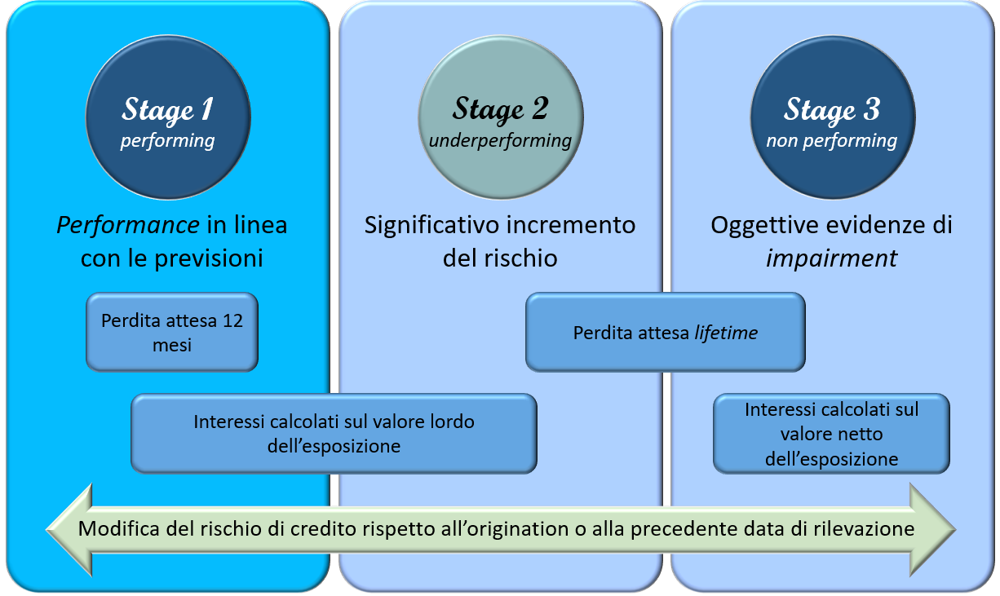 Stage 1
performing
Stage 2
underperforming
Stage 3
non performing
Performance in linea
con le previsioni
Significativo incremento
del rischio
Oggettive evidenze di
impairment
Perdita attesa 12
mesi
Perdita attesa lifetime
Interessi calcolati sul valore lordo
dell’esposizione
Interessi calcolati sul
valore netto
dell’esposizione
Modifica del rischio di credito rispetto all’origination o alla precedente data di rilevazione